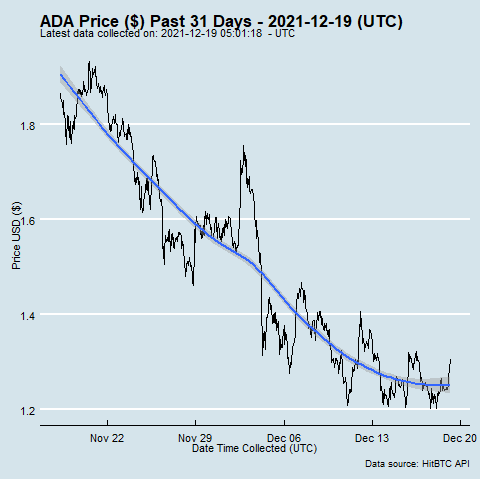 ADA Price ($) Past 31 Days - 2021-12-19 (UTC)
Latest data collected on: 2021-12-19 05:01:18 - UTC
Price USD ($)
1.8
1.6
1.4
1.2
Nov 22
Nov 29
Dec 06
Dec 13
Dec 20
Date Time Collected (UTC)
Data source: HitBTC API